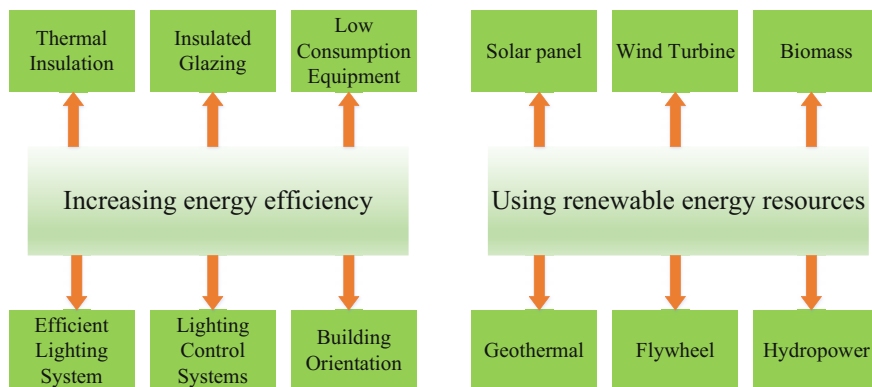 Thermal
Insulation
Insulated
Glazing
Low
Consumption
Equipment
Solar panel
Wind Turbine
Biomass
Increasing energy efficiency
Using renewable energy resources
Efficient
Lighting
System
Lighting
Control
Systems
Building
Orientation
Geothermal
Flywheel
Hydropower